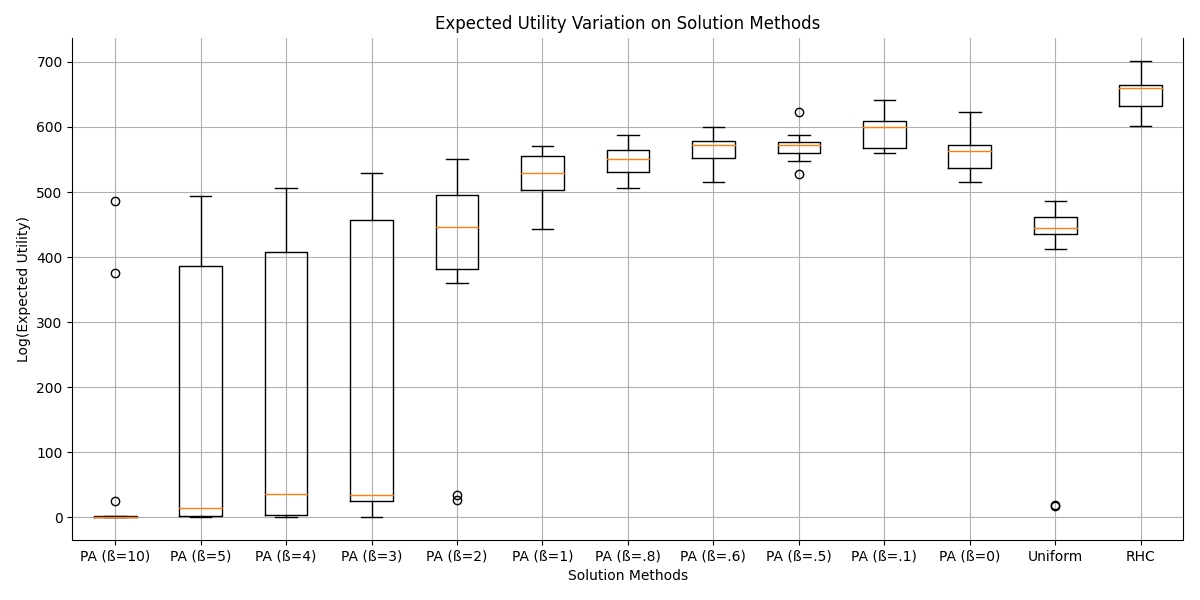 Expected Utility Variation on Solution Methods
Log(Expected Utility)
700
600
500
400
300
200
100
0
PA (ß=10) PA (ß=5) PA (ß=4) PA (ß=3) PA (ß=2) PA (ß=1) PA (ß=.8) PA (ß=.6) PA (ß=.5) PA (ß=.1) PA (ß=0) Uniform RHC
Solution Methods